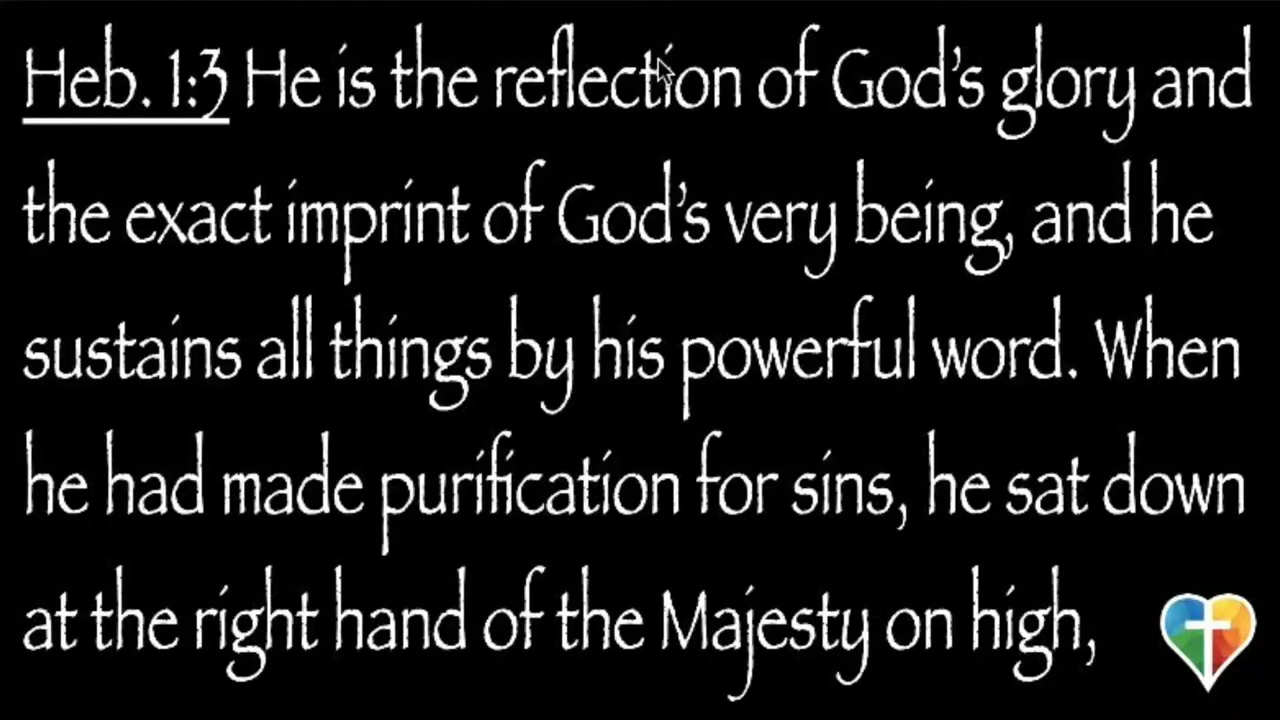 Heb. 1:3 He is the reflection of God’s glory and
the exact imprint of God’s very being, and he
sustains all things by his powerful word. When
he had made purification for sins, he sat down
at the right hand of the Majesty on high,